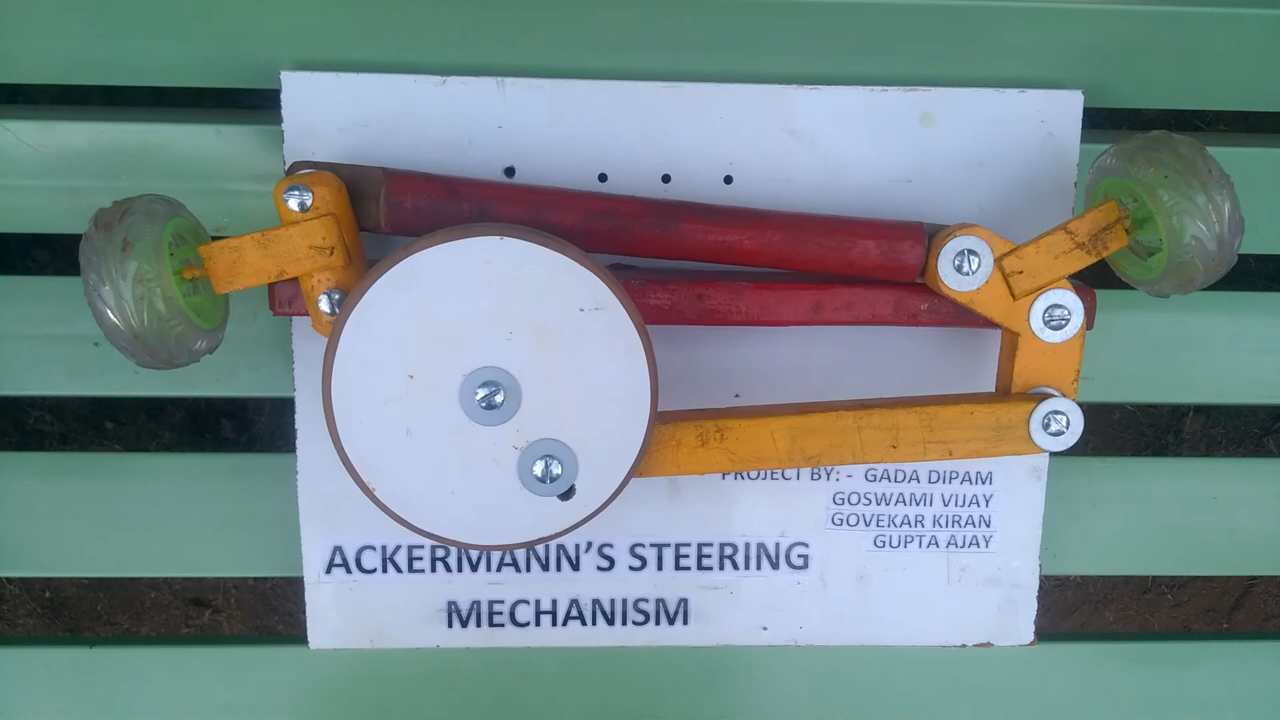 PROJECT BY: - GADA DIPAM
GOSWAMI VIJAY
GOVEKAR KIRAN
GUPTA AJAY
ACKERMANN'S STEERING
MECHANISM